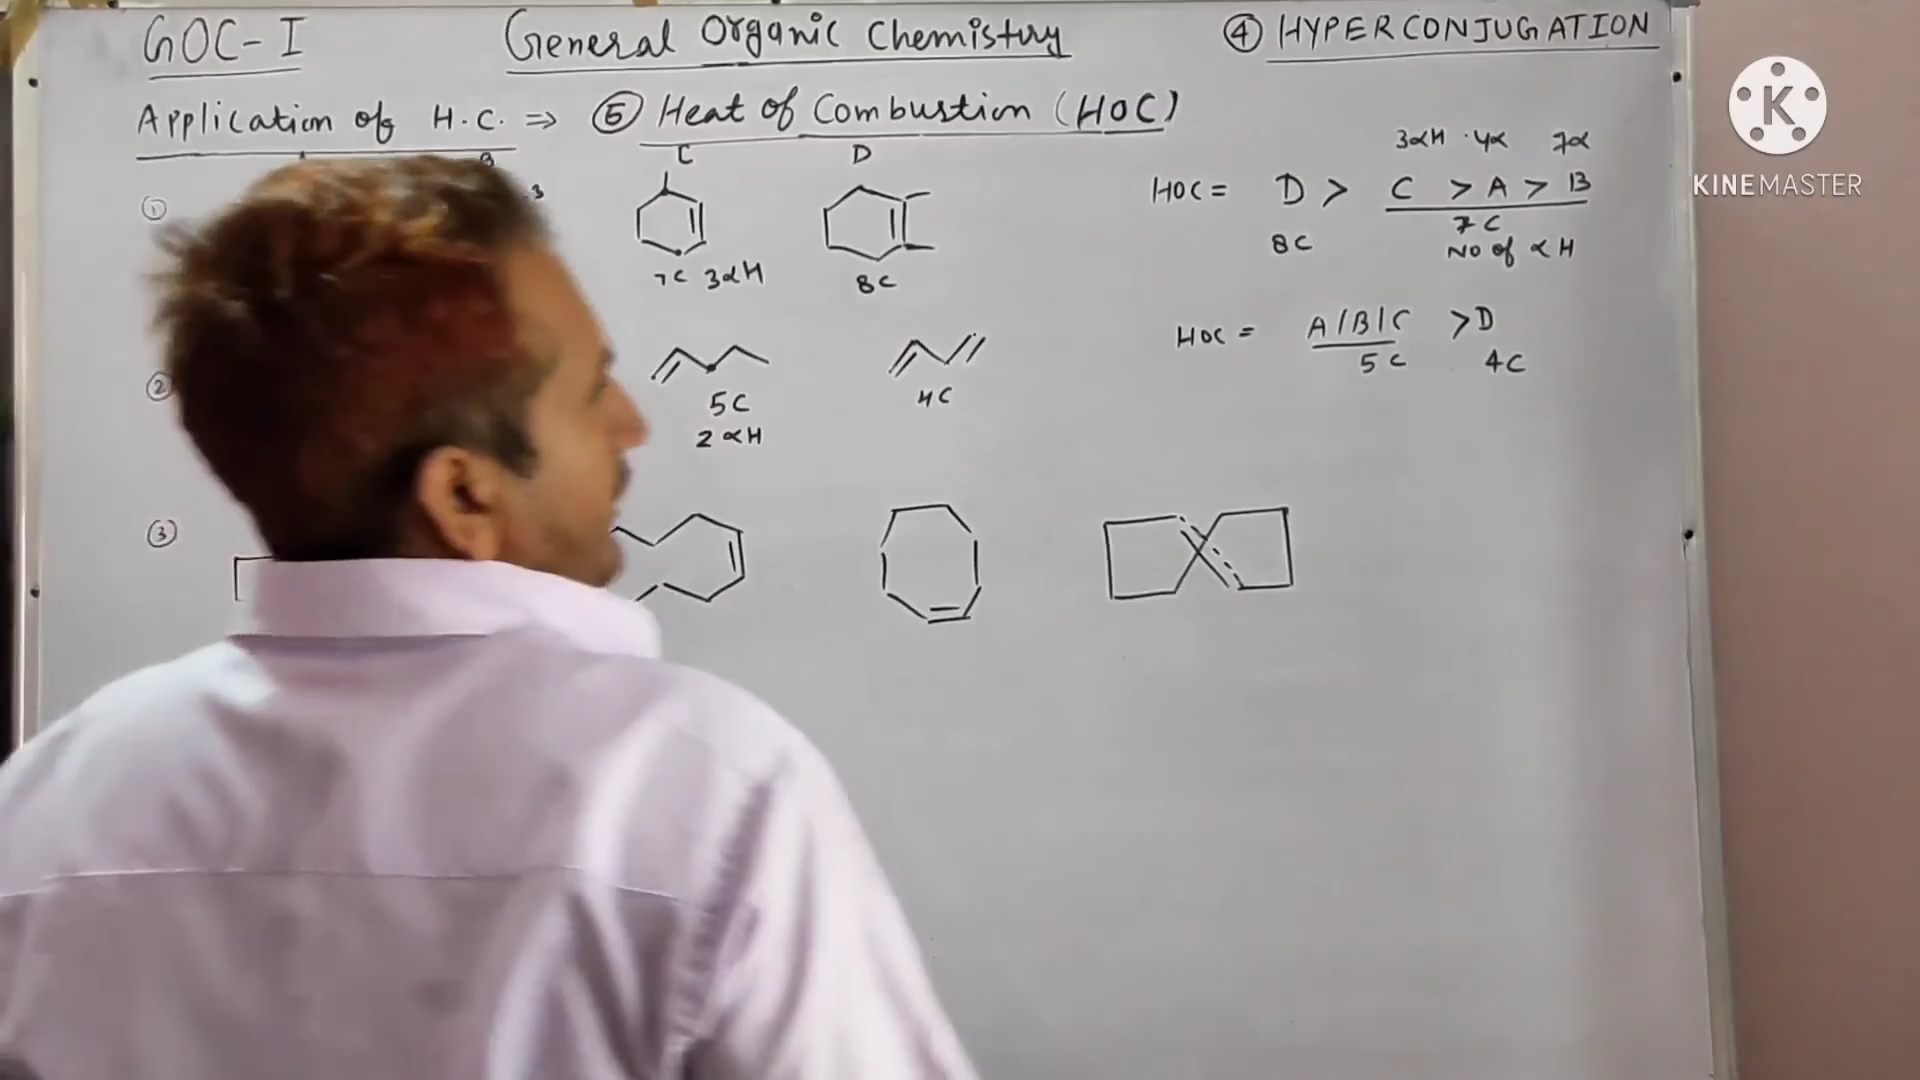 GOC-I General Organic Chemistry ④ HYPERCONJUGATION
K
KINEMASTER
Application of H.C. ⇒ ⑤ Heat of Combustion (HOC)
C D
3αH 4α 7α
①
HOC = D > C > A > B
8C 7C
No of αH
7C 3αH 8C
HOC = A/B/C > D
5C 4C
②
5C 4C
2αH
③